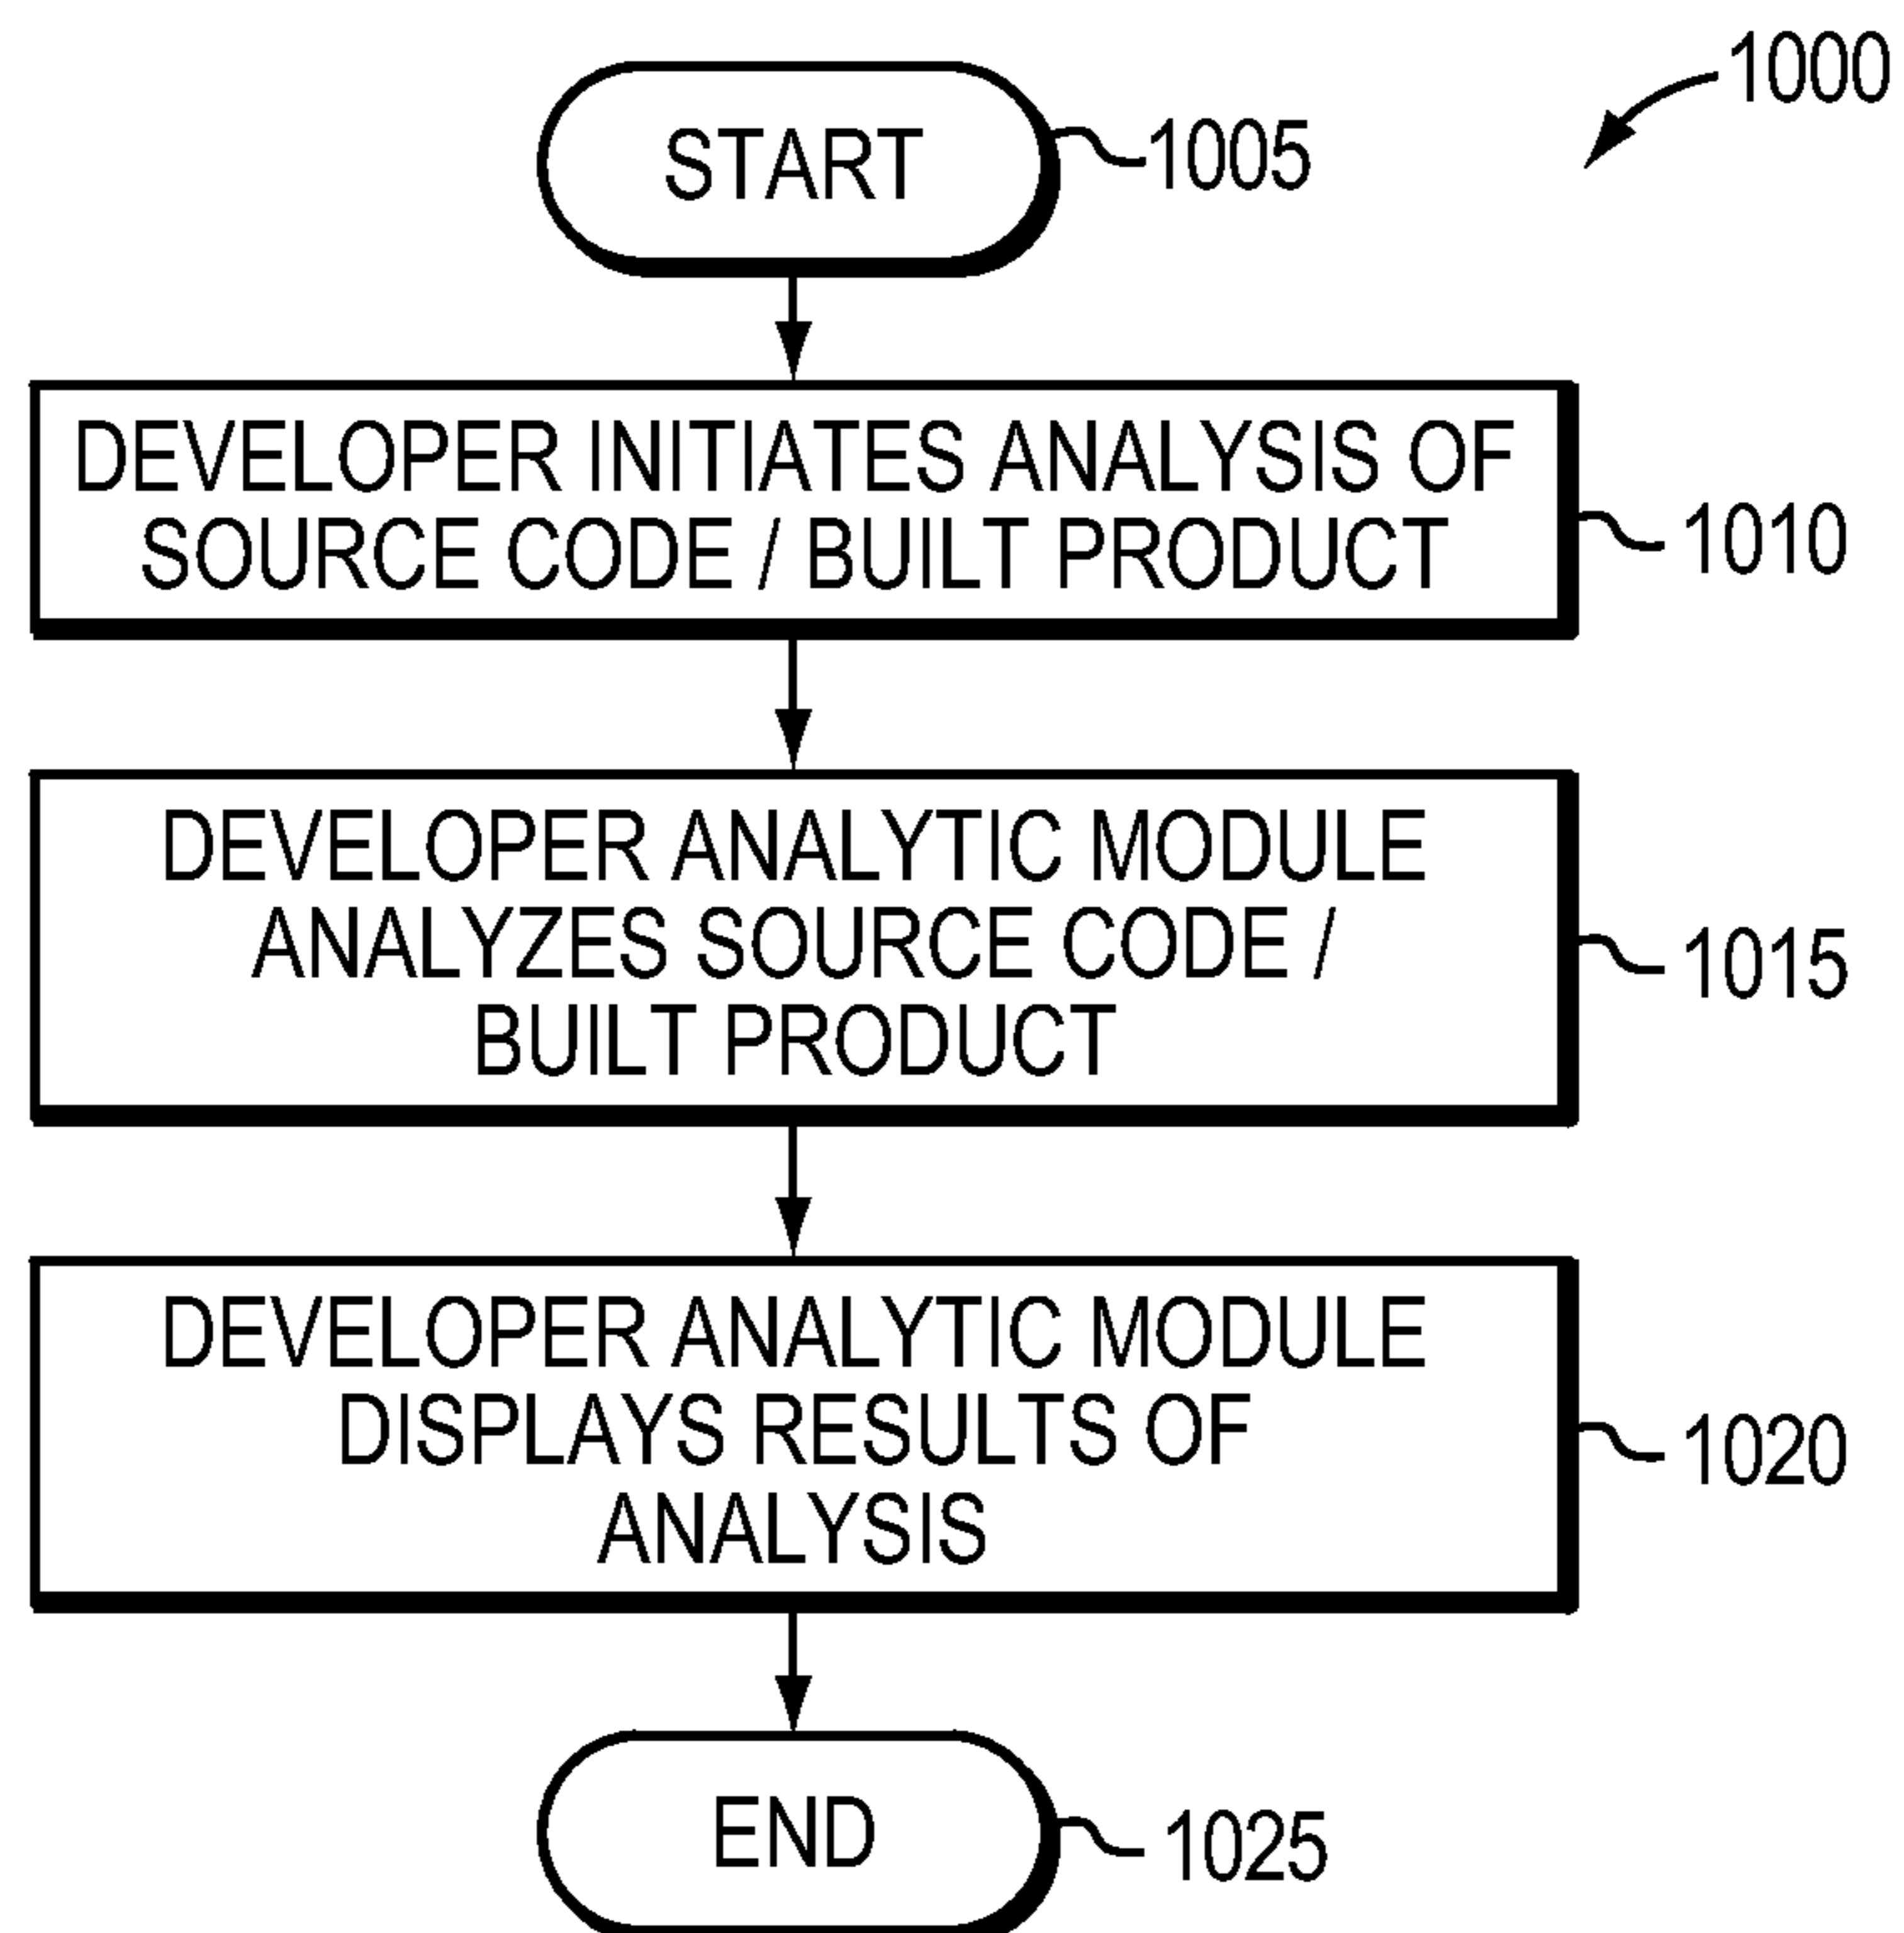 1000
START
1005
DEVELOPER INITIATES ANALYSIS OF
SOURCE CODE / BUILT PRODUCT
1010
DEVELOPER ANALYTIC MODULE
ANALYZES SOURCE CODE /
BUILT PRODUCT
1015
DEVELOPER ANALYTIC MODULE
DISPLAYS RESULTS OF
ANALYSIS
1020
END
1025